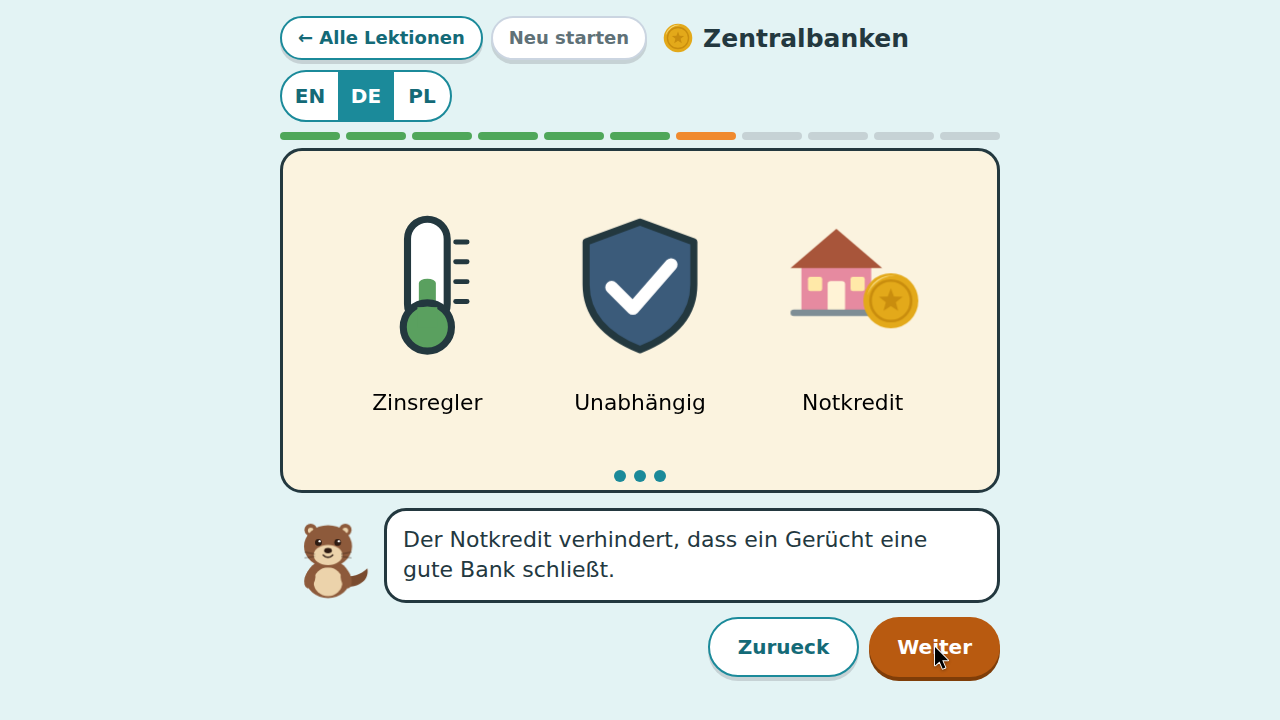 ← Alle Lektionen
Neu starten
Zentralbanken
EN DE PL
Zinsregler
Unabhängig
Notkredit
Der Notkredit verhindert, dass ein Gerücht eine
gute Bank schließt.
Zurueck
Weiter